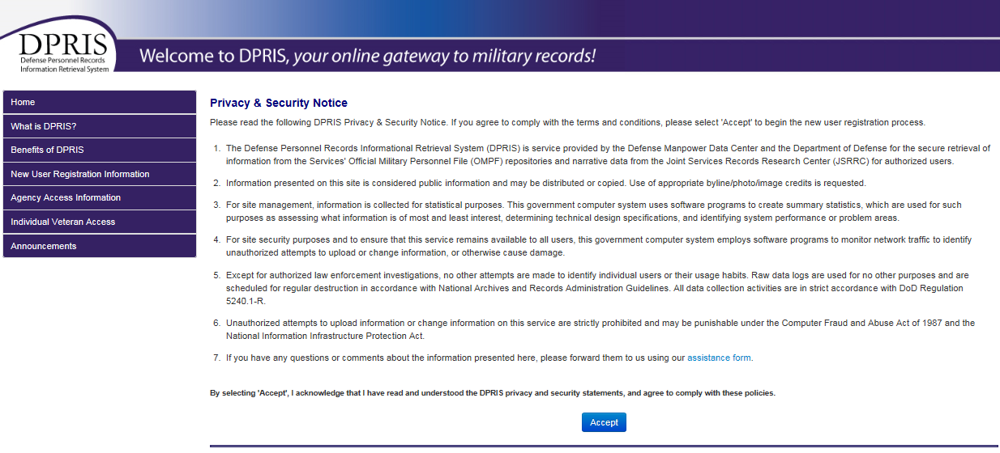 DPRIS
Defense Personnel Records
Information Retrieval System
Welcome to DPRIS, your online gateway to military records!
Home
What is DPRIS?
Benefits of DPRIS
New User Registration Information
Agency Access Information
Individual Veteran Access
Announcements
Privacy & Security Notice
Please read the following DPRIS Privacy & Security Notice. If you agree to comply with the terms and conditions, please select 'Accept' to begin the new user registration process.
1. The Defense Personnel Records Informational Retrieval System (DPRIS) is service provided by the Defense Manpower Data Center and the Department of Defense for the secure retrieval of
information from the Services' Official Military Personnel File (OMPF) repositories and narrative data from the Joint Services Records Research Center (JSRRC) for authorized users.
2. Information presented on this site is considered public information and may be distributed or copied. Use of appropriate byline/photo/image credits is requested.
3. For site management, information is collected for statistical purposes. This government computer system uses software programs to create summary statistics, which are used for such
purposes as assessing what information is of most and least interest, determining technical design specifications, and identifying system performance or problem areas.
4. For site security purposes and to ensure that this service remains available to all users, this government computer system employs software programs to monitor network traffic to identify
unauthorized attempts to upload or change information, or otherwise cause damage.
5. Except for authorized law enforcement investigations, no other attempts are made to identify individual users or their usage habits. Raw data logs are used for no other purposes and are
scheduled for regular destruction in accordance with National Archives and Records Administration Guidelines. All data collection activities are in strict accordance with DoD Regulation
5240.1-R.
6. Unauthorized attempts to upload information or change information on this service are strictly prohibited and may be punishable under the Computer Fraud and Abuse Act of 1987 and the
National Information Infrastructure Protection Act.
7. If you have any questions or comments about the information presented here, please forward them to us using our assistance form.
By selecting 'Accept', I acknowledge that I have read and understood the DPRIS privacy and security statements, and agree to comply with these policies.
Accept